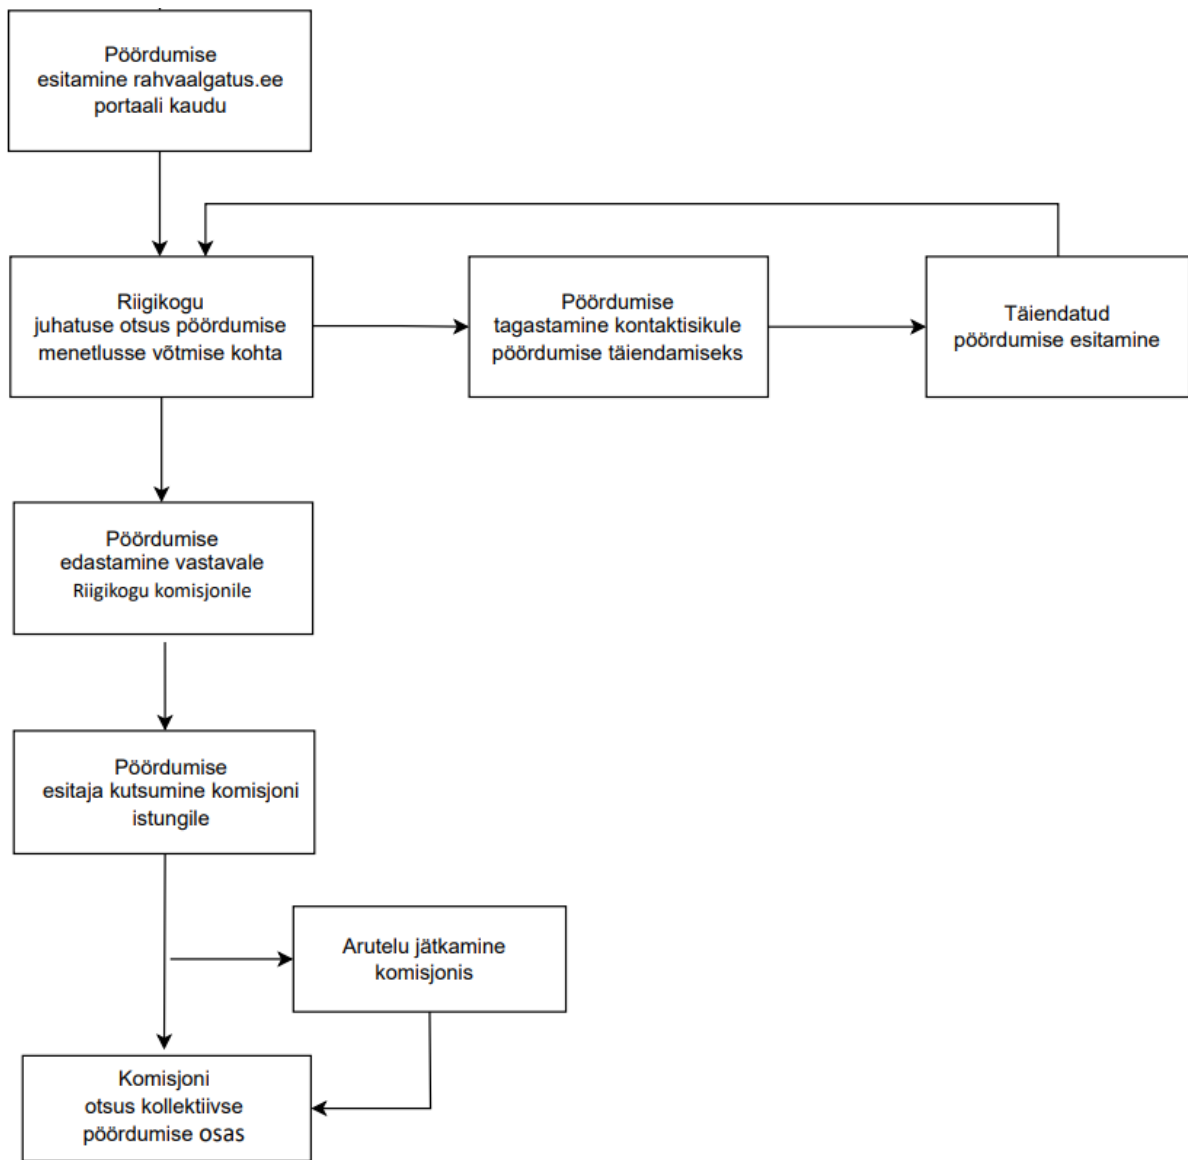 Pöördumise
esitamine rahvaalgatus.ee
portaali kaudu
Riigikogu
juhatuse otsus pöördumise
menetlusse võtmise kohta
Pöördumise
tagastamine kontaktisikule
pöördumise täiendamiseks
Täiendatud
pöördumise esitamine
Pöördumise
edastamine vastavale
Riigikogu komisjonile
Pöördumise
esitaja kutsumine komisjoni
istungile
Arutelu jätkamine
komisjonis
Komisjoni
otsus kollektiivse
pöördumise osas